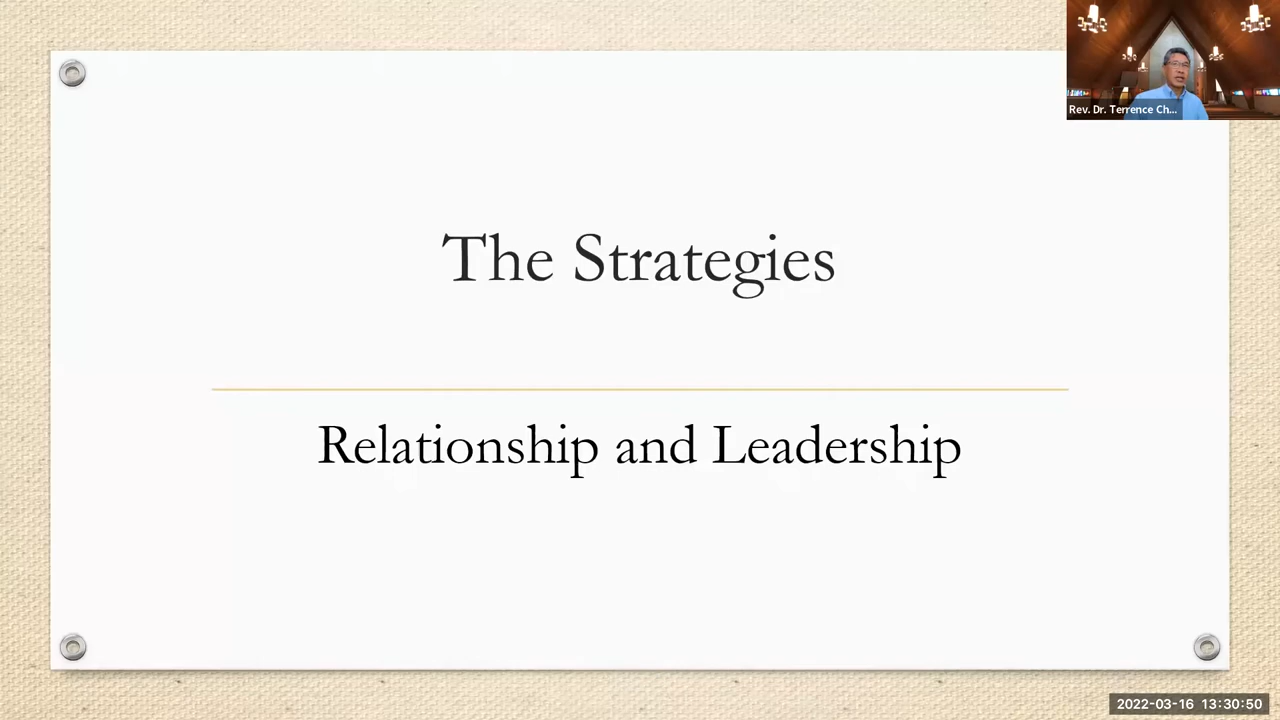 Rev. Dr. Terrence Ch...
The Strategies
Relationship and Leadership
2022-03-16 13:30:50